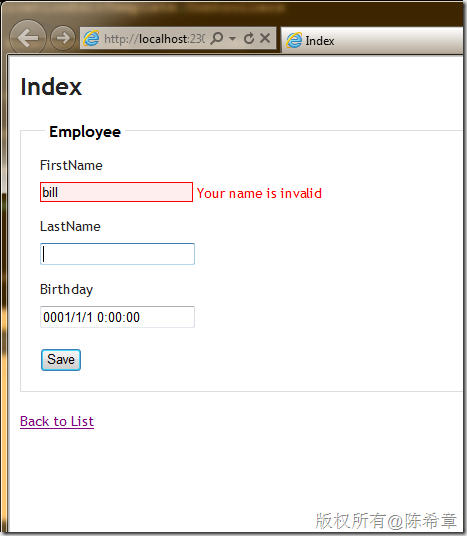 http://localhost:230
Index
Index
Employee
FirstName
bill Your name is invalid
LastName
Birthday
0001/1/1 0:00:00
Save
Back to List
版权所有@陈希章